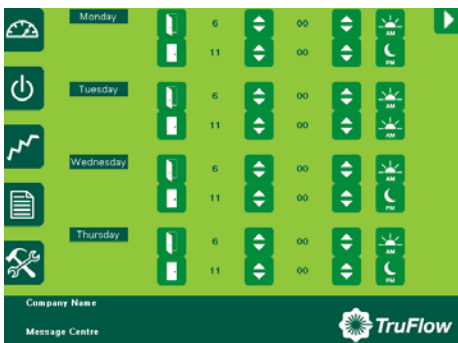 Monday 6 00 AM
11 00 PM
Tuesday 6 00 AM
11 00 AM
Wednesday 6 00 AM
11 00 PM
Thursday 6 00 AM
11 00 PM
Company Name
Message Centre
TruFlow